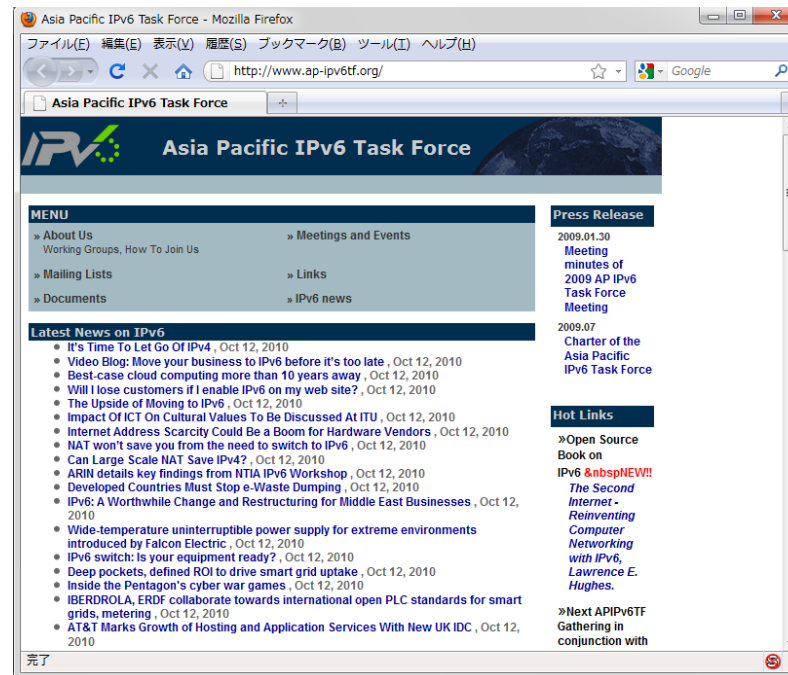 Asia Pacific IPv6 Task Force - Mozilla Firefox
ファイル(F) 編集(E) 表示(V) 履歴(S) ブックマーク(B) ツール(T) ヘルプ(H)
http://www.ap-ipv6tf.org/
Google
Asia Pacific IPv6 Task Force
IPv6
Asia Pacific IPv6 Task Force
MENU
» About Us
Working Groups, How To Join Us
» Meetings and Events
» Mailing Lists
» Links
» Documents
» IPv6 news
Latest News on IPv6
It's Time To Let Go Of IPv4 , Oct 12, 2010
Video Blog: Move your business to IPv6 before it's too late , Oct 12, 2010
Best-case cloud computing more than 10 years away , Oct 12, 2010
Will I lose customers if I enable IPv6 on my web site? , Oct 12, 2010
The Upside of Moving to IPv6 , Oct 12, 2010
Impact Of ICT On Cultural Values To Be Discussed At ITU , Oct 12, 2010
Internet Address Scarcity Could Be a Boom for Hardware Vendors , Oct 12, 2010
NAT won't save you from the need to switch to IPv6 , Oct 12, 2010
Can Large Scale NAT Save IPv4? , Oct 12, 2010
ARIN details key findings from NTIA IPv6 Workshop , Oct 12, 2010
Developed Countries Must Stop e-Waste Dumping , Oct 12, 2010
IPv6: A Worthwhile Change and Restructuring for Middle East Businesses , Oct 12,
2010
Wide-temperature uninterruptible power supply for extreme environments
introduced by Falcon Electric , Oct 12, 2010
IPv6 switch: Is your equipment ready? , Oct 12, 2010
Deep pockets, defined ROI to drive smart grid uptake , Oct 12, 2010
Inside the Pentagon's cyber war games , Oct 12, 2010
IBERDROLA, ERDF collaborate towards international open PLC standards for smart
grids, metering , Oct 12, 2010
AT&T Marks Growth of Hosting and Application Services With New UK IDC , Oct 12,
2010
Press Release
2009.01.30
Meeting
minutes of
2009 AP IPv6
Task Force
Meeting
2009.07
Charter of the
Asia Pacific
IPv6 Task Force
Hot Links
»Open Source
Book on
IPv6 &nbspNEW!!
The Second
Internet -
Reinventing
Computer
Networking
with IPv6,
Lawrence E.
Hughes.
»Next APIPv6TF
Gathering in
conjunction with
完了